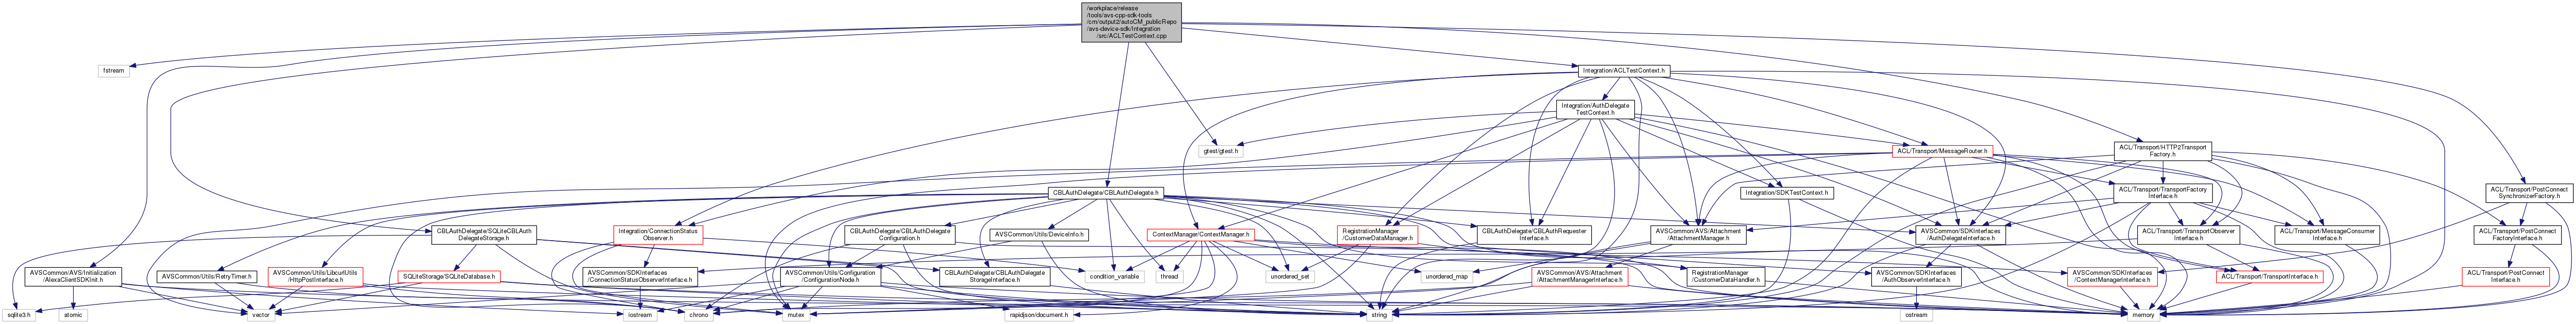 /workplace/release
/tools/avs-cpp-sdk-tools
/cm/output2/autoCM_publicRepo
/avs-device-sdk/Integration
/src/ACLTestContext.cpp
fstream
Integration/ACLTestContext.h
Integration/AuthDelegate
TestContext.h
gtest/gtest.h
ACL/Transport/MessageRouter.h
ACL/Transport/HTTP2Transport
Factory.h
CBLAuthDelegate/CBLAuthDelegate.h
Integration/SDKTestContext.h
ACL/Transport/TransportFactory
Interface.h
ACL/Transport/PostConnect
SynchronizerFactory.h
CBLAuthDelegate/SQLiteCBLAuth
DelegateStorage.h
Integration/ConnectionStatus
Observer.h
CBLAuthDelegate/CBLAuthDelegate
Configuration.h
AVSCommon/Utils/DeviceInfo.h
ContextManager/ContextManager.h
RegistrationManager
/CustomerDataManager.h
CBLAuthDelegate/CBLAuthRequester
Interface.h
AVSCommon/AVS/Attachment
/AttachmentManager.h
AVSCommon/SDKInterfaces
/AuthDelegateInterface.h
ACL/Transport/TransportObserver
Interface.h
ACL/Transport/MessageConsumer
Interface.h
ACL/Transport/PostConnect
FactoryInterface.h
AVSCommon/AVS/Initialization
/AlexaClientSDKInit.h
AVSCommon/Utils/RetryTimer.h
AVSCommon/Utils/LibcurlUtils
/HttpPostInterface.h
SQLiteStorage/SQLiteDatabase.h
AVSCommon/SDKInterfaces
/ConnectionStatusObserverInterface.h
AVSCommon/Utils/Configuration
/ConfigurationNode.h
CBLAuthDelegate/CBLAuthDelegate
StorageInterface.h
condition_variable
thread
unordered_set
unordered_map
AVSCommon/AVS/Attachment
/AttachmentManagerInterface.h
RegistrationManager
/CustomerDataHandler.h
AVSCommon/SDKInterfaces
/AuthObserverInterface.h
AVSCommon/SDKInterfaces
/ContextManagerInterface.h
ACL/Transport/TransportInterface.h
ACL/Transport/PostConnect
Interface.h
sqlite3.h
atomic
vector
iostream
chrono
mutex
rapidjson/document.h
string
ostream
memory